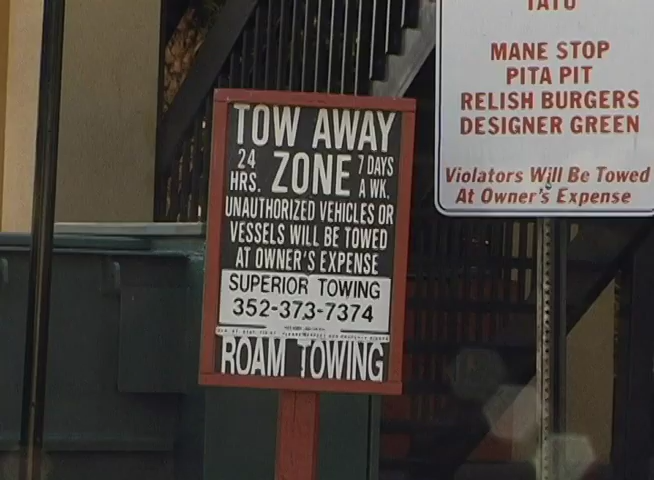 TOW AWAY
24 HRS. ZONE 7 DAYS A WK.
UNAUTHORIZED VEHICLES OR
VESSELS WILL BE TOWED
AT OWNER'S EXPENSE
SUPERIOR TOWING
352-373-7374
ROAM TOWING
TATU
MANE STOP
PITA PIT
RELISH BURGERS
DESIGNER GREEN
Violators Will Be Towed
At Owner's Expense